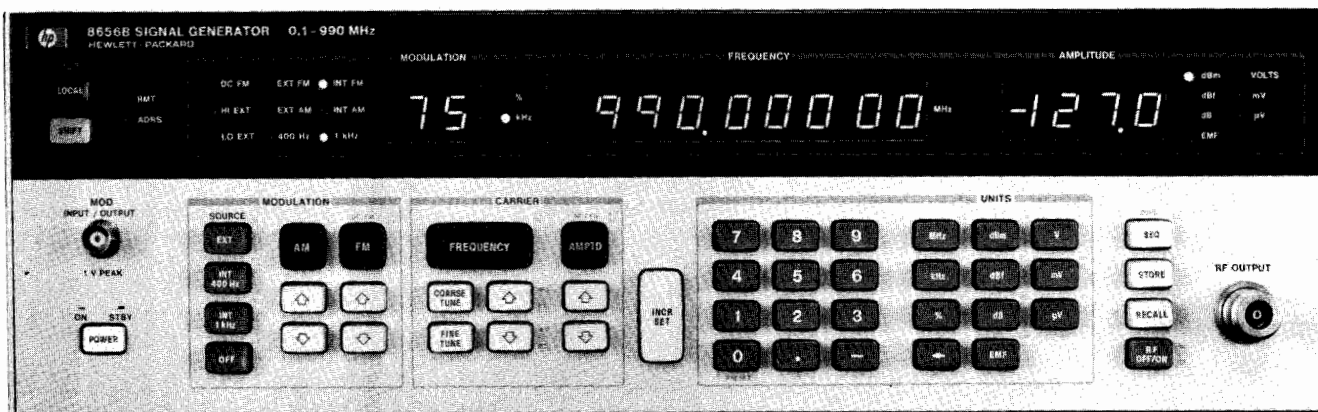 hp 8656B SIGNAL GENERATOR 0.1-990 MHz
HEWLETT-PACKARD
MODULATION FREQUENCY AMPLITUDE
LOCAL
RMT
ADRS
SHIFT
DC FM EXT FM INT FM
HI EXT EXT AM INT AM
LO EXT 400 Hz 1 kHz
75
%
kHz
990.0000000 MHz
-127.0
dBm VOLTS
dBf mV
dB µV
EMF
MOD
INPUT / OUTPUT
1 V PEAK
ON STBY
POWER
MODULATION
SOURCE
EXT
INT
400 Hz
INT
1 kHz
OFF
AM FM
CARRIER
FREQUENCY AMPTD
COARSE
TUNE
FINE
TUNE
INCR
SET
UNITS
7 8 9 MHz dBm V
4 5 6 kHz dBf mV
1 2 3 % dB µV
0 . - EMF
SEQ
STORE
RECALL
RF
OFF/ON
RF OUTPUT